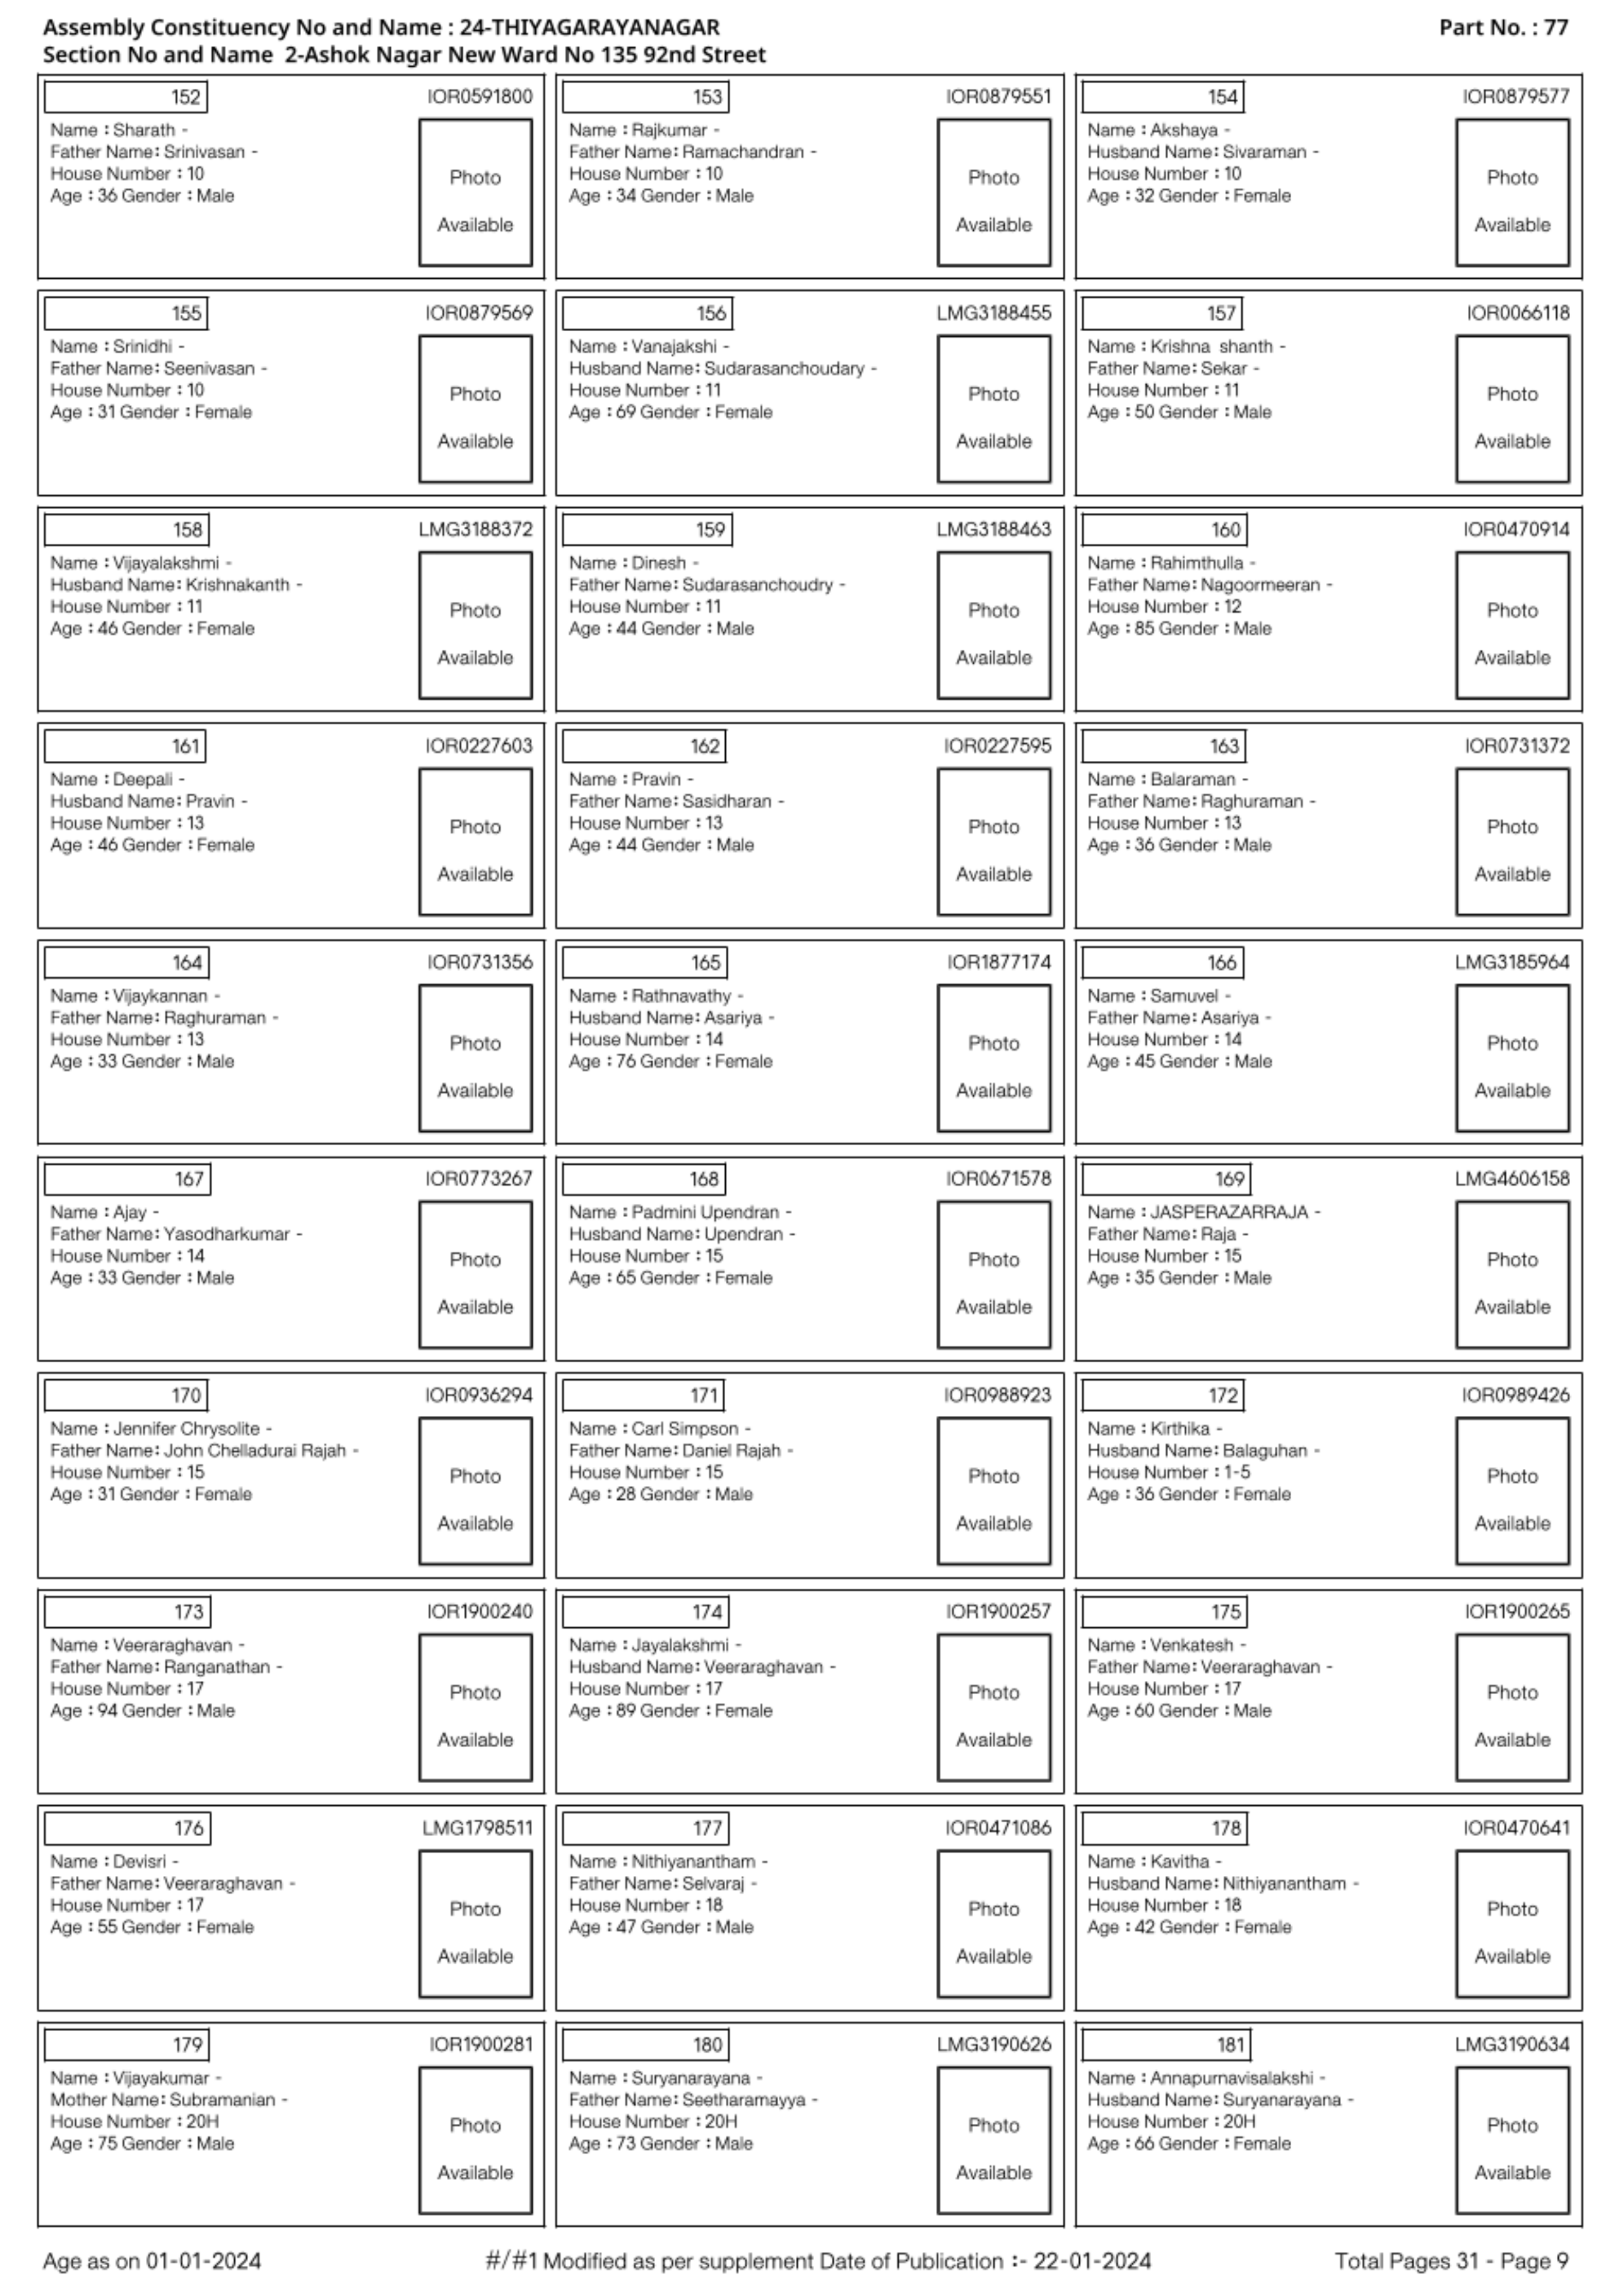 Assembly Constituency No and Name : 24-THIYAGARAYANAGAR
Part No. : 77
Section No and Name 2-Ashok Nagar New Ward No 135 92nd Street
152 IOR0591800
Name : Sharath -
Father Name: Srinivasan -
House Number : 10
Age : 36 Gender : Male
Photo
Available
153 IOR0879551
Name : Rajkumar -
Father Name: Ramachandran -
House Number : 10
Age : 34 Gender : Male
Photo
Available
154 IOR0879577
Name : Akshaya -
Husband Name: Sivaraman -
House Number : 10
Age : 32 Gender : Female
Photo
Available
155 IOR0879569
Name : Srinidhi -
Father Name: Seenivasan -
House Number : 10
Age : 31 Gender : Female
Photo
Available
156 LMG3188455
Name : Vanajakshi -
Husband Name: Sudarasanchoudary -
House Number : 11
Age : 69 Gender : Female
Photo
Available
157 IOR0066118
Name : Krishna shanth -
Father Name: Sekar -
House Number : 11
Age : 50 Gender : Male
Photo
Available
158 LMG3188372
Name : Vijayalakshmi -
Husband Name: Krishnakanth -
House Number : 11
Age : 46 Gender : Female
Photo
Available
159 LMG3188463
Name : Dinesh -
Father Name: Sudarasanchoudry -
House Number : 11
Age : 44 Gender : Male
Photo
Available
160 IOR0470914
Name : Rahimthulla -
Father Name: Nagoormeeran -
House Number : 12
Age : 85 Gender : Male
Photo
Available
161 IOR0227603
Name : Deepali -
Husband Name: Pravin -
House Number : 13
Age : 46 Gender : Female
Photo
Available
162 IOR0227595
Name : Pravin -
Father Name: Sasidharan -
House Number : 13
Age : 44 Gender : Male
Photo
Available
163 IOR0731372
Name : Balaraman -
Father Name: Raghuraman -
House Number : 13
Age : 36 Gender : Male
Photo
Available
164 IOR0731356
Name : Vijaykannan -
Father Name: Raghuraman -
House Number : 13
Age : 33 Gender : Male
Photo
Available
165 IOR1877174
Name : Rathnavathy -
Husband Name: Asariya -
House Number : 14
Age : 76 Gender : Female
Photo
Available
166 LMG3185964
Name : Samuvel -
Father Name: Asariya -
House Number : 14
Age : 45 Gender : Male
Photo
Available
167 IOR0773267
Name : Ajay -
Father Name: Yasodharkumar -
House Number : 14
Age : 33 Gender : Male
Photo
Available
168 IOR0671578
Name : Padmini Upendran -
Husband Name: Upendran -
House Number : 15
Age : 65 Gender : Female
Photo
Available
169 LMG4606158
Name : JASPERAZARRAJA -
Father Name: Raja -
House Number : 15
Age : 35 Gender : Male
Photo
Available
170 IOR0936294
Name : Jennifer Chrysolite -
Father Name: John Chelladurai Rajah -
House Number : 15
Age : 31 Gender : Female
Photo
Available
171 IOR0988923
Name : Carl Simpson -
Father Name: Daniel Rajah -
House Number : 15
Age : 28 Gender : Male
Photo
Available
172 IOR0989426
Name : Kirthika -
Husband Name: Balaguhan -
House Number : 1-5
Age : 36 Gender : Female
Photo
Available
173 IOR1900240
Name : Veeraraghavan -
Father Name: Ranganathan -
House Number : 17
Age : 94 Gender : Male
Photo
Available
174 IOR1900257
Name : Jayalakshmi -
Husband Name: Veeraraghavan -
House Number : 17
Age : 89 Gender : Female
Photo
Available
175 IOR1900265
Name : Venkatesh -
Father Name: Veeraraghavan -
House Number : 17
Age : 60 Gender : Male
Photo
Available
176 LMG1798511
Name : Devisri -
Father Name: Veeraraghavan -
House Number : 17
Age : 55 Gender : Female
Photo
Available
177 IOR0471086
Name : Nithiyanantham -
Father Name: Selvaraj -
House Number : 18
Age : 47 Gender : Male
Photo
Available
178 IOR0470641
Name : Kavitha -
Husband Name: Nithiyanantham -
House Number : 18
Age : 42 Gender : Female
Photo
Available
179 IOR1900281
Name : Vijayakumar -
Mother Name: Subramanian -
House Number : 20H
Age : 75 Gender : Male
Photo
Available
180 LMG3190626
Name : Suryanarayana -
Father Name: Seetharamayya -
House Number : 20H
Age : 73 Gender : Male
Photo
Available
181 LMG3190634
Name : Annapurnavisalakshi -
Husband Name: Suryanarayana -
House Number : 20H
Age : 66 Gender : Female
Photo
Available
Age as on 01-01-2024
#/#1 Modified as per supplement Date of Publication :- 22-01-2024
Total Pages 31 - Page 9